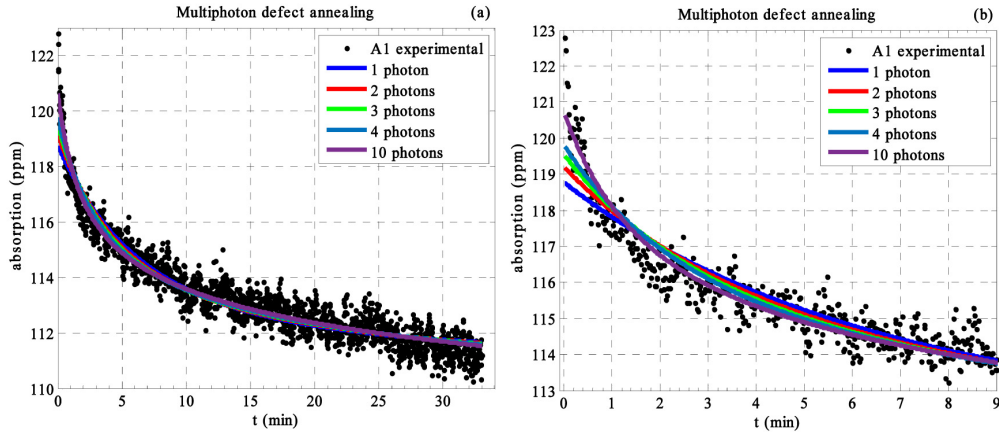 Multiphoton defect annealing (a)
A1 experimental
1 photon
2 photons
3 photons
4 photons
10 photons
absorption (ppm)
122
120
118
116
114
112
110
0 5 10 15 20 25 30
t (min)
Multiphoton defect annealing (b)
A1 experimental
1 photon
2 photons
3 photons
4 photons
10 photons
absorption (ppm)
123
122
121
120
119
118
117
116
115
114
113
0 1 2 3 4 5 6 7 8 9
t (min)